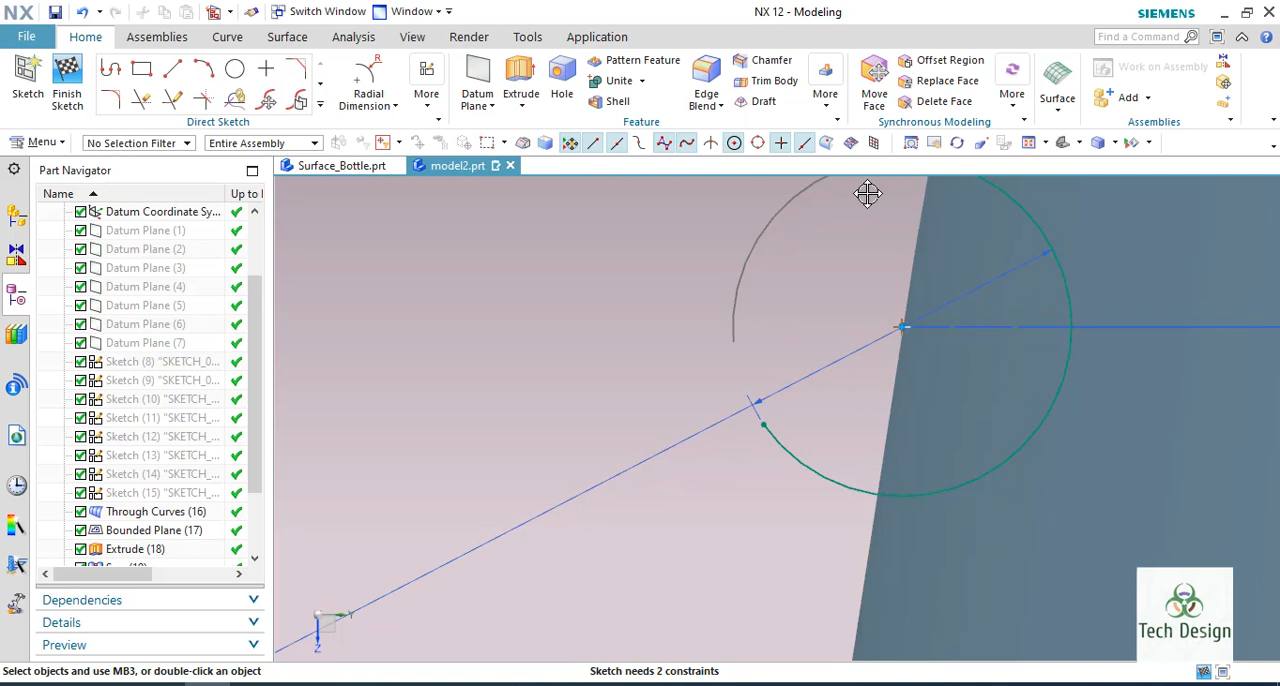 NX Switch Window Window NX 12 - Modeling SIEMENS
File Home Assemblies Curve Surface Analysis View Render Tools Application Find a Command
Sketch Finish Sketch Radial Dimension More Datum Plane Extrude Hole Pattern Feature Unite Shell Edge Blend Chamfer Trim Body Draft More Move Face Offset Region Replace Face Delete Face More Surface Work on Assembly Add
Direct Sketch Feature Synchronous Modeling Assemblies
Menu No Selection Filter Entire Assembly
Part Navigator Surface_Bottle.prt model2.prt
Name Up to
Datum Coordinate Sy...
Datum Plane (1)
Datum Plane (2)
Datum Plane (3)
Datum Plane (4)
Datum Plane (5)
Datum Plane (6)
Datum Plane (7)
Sketch (8) "SKETCH_0...
Sketch (9) "SKETCH_0...
Sketch (10) "SKETCH_...
Sketch (11) "SKETCH_...
Sketch (12) "SKETCH_...
Sketch (13) "SKETCH_...
Sketch (14) "SKETCH_...
Sketch (15) "SKETCH_...
Through Curves (16)
Bounded Plane (17)
Extrude (18)
Dependencies
Details
Preview
Y
Z
Tech Design
Select objects and use MB3, or double-click an object Sketch needs 2 constraints